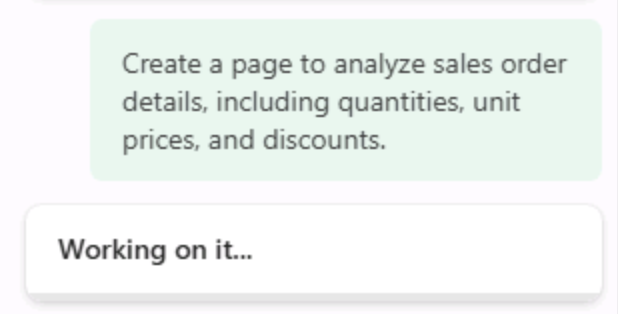 Create a page to analyze sales order
details, including quantities, unit
prices, and discounts.
Working on it...